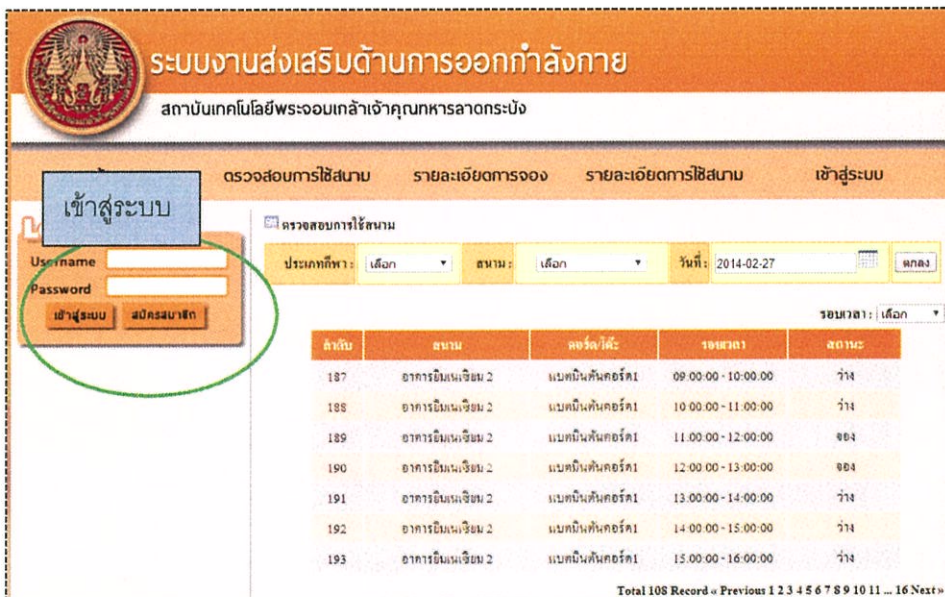 ระบบงานส่งเสริมด้านการออกกำลังกาย
สถาบันเทคโนโลยีพระจอมเกล้าเจ้าคุณทหารลาดกระบัง
ตรวจสอบการใช้สนาม รายละเอียดการจอง รายละเอียดการใช้สนาม เข้าสู่ระบบ
เข้าสู่ระบบ
Username
Password
เข้าสู่ระบบ สมัครสมาชิก
ตรวจสอบการใช้สนาม
ประเภทกีฬา : เลือก สนาม : เลือก วันที่ : 2014-02-27 ตกลง
รอบเวลา : เลือก
ลำดับ สนาม คอร์ด/โต๊ะ รอบเวลา สถานะ
187 อาคารยิมเนเซียม 2 แบดมินตันคอร์ด1 09:00:00 - 10:00:00 ว่าง
188 อาคารยิมเนเซียม 2 แบดมินตันคอร์ด1 10:00:00 - 11:00:00 ว่าง
189 อาคารยิมเนเซียม 2 แบดมินตันคอร์ด1 11:00:00 - 12:00:00 จอง
190 อาคารยิมเนเซียม 2 แบดมินตันคอร์ด1 12:00:00 - 13:00:00 จอง
191 อาคารยิมเนเซียม 2 แบดมินตันคอร์ด1 13:00:00 - 14:00:00 ว่าง
192 อาคารยิมเนเซียม 2 แบดมินตันคอร์ด1 14:00:00 - 15:00:00 ว่าง
193 อาคารยิมเนเซียม 2 แบดมินตันคอร์ด1 15:00:00 - 16:00:00 ว่าง
Total 108 Record « Previous 1 2 3 4 5 6 7 8 9 10 11 ... 16 Next »